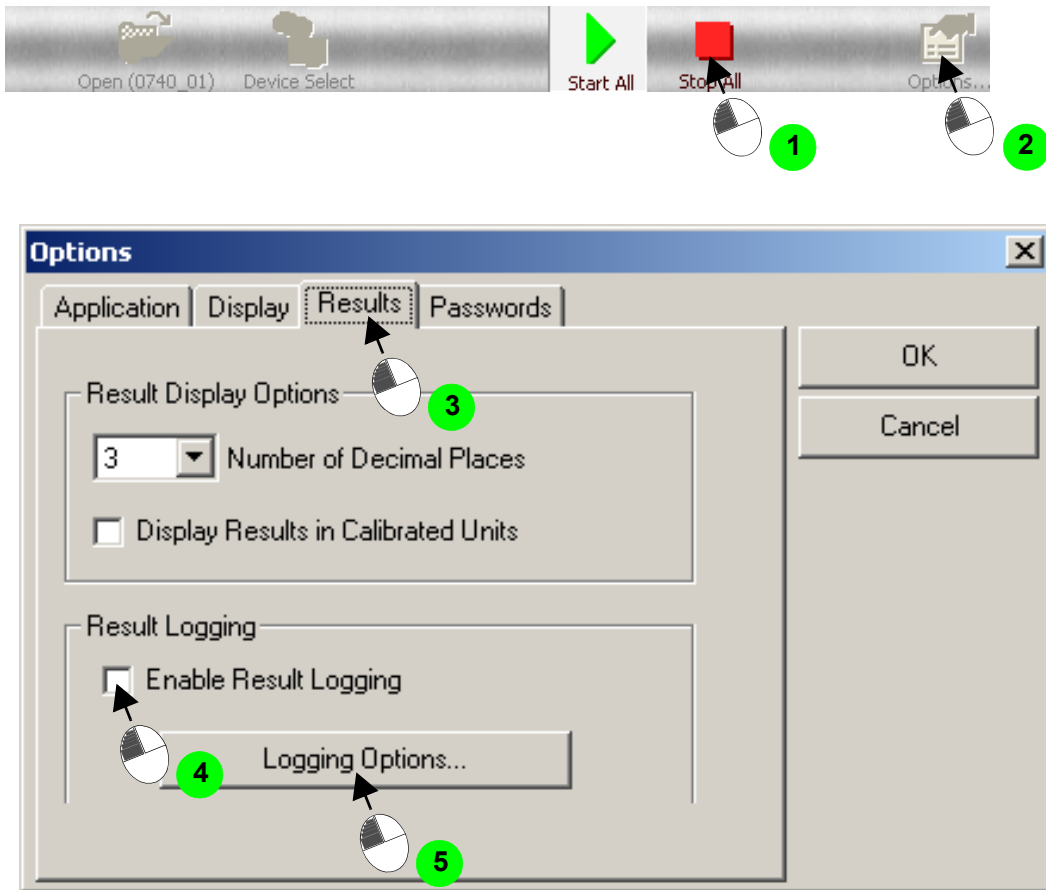 Open (0740_01) Device Select Start All Stop All Options...
1 2
Options
Application Display Results Passwords
OK
Result Display Options
3
Cancel
3 Number of Decimal Places
Display Results in Calibrated Units
Result Logging
Enable Result Logging
Logging Options...
4
5